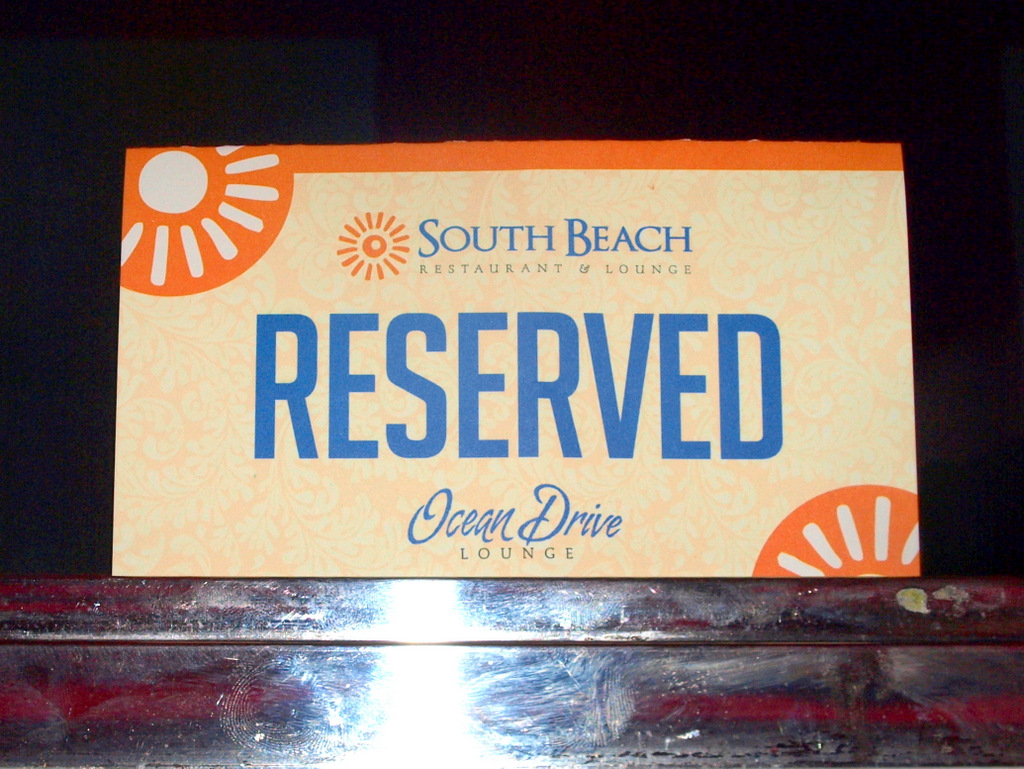 South Beach
RESTAURANT & LOUNGE
RESERVED
Ocean Drive
LOUNGE